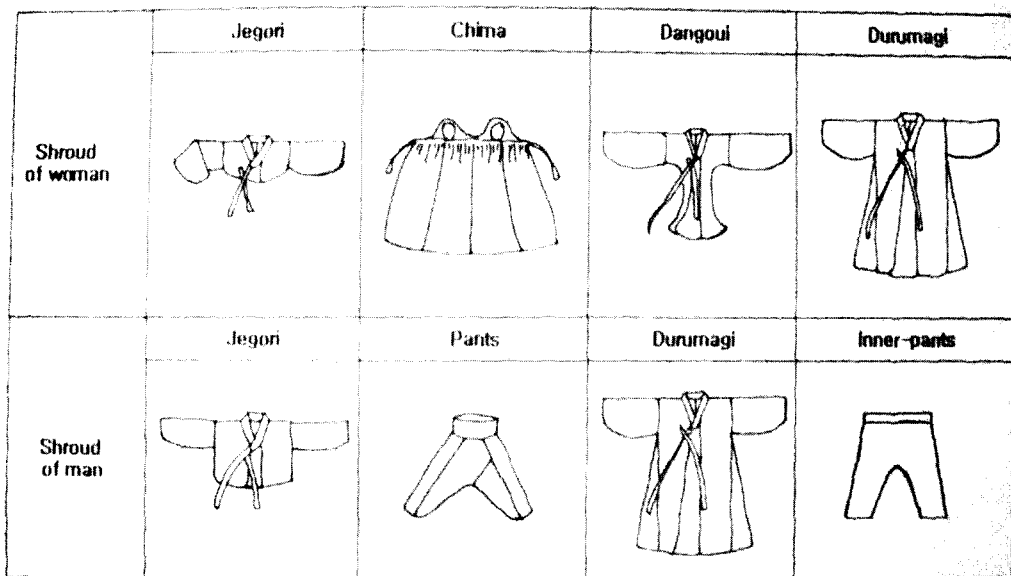 Jegori
Chima
Dangoui
Durumagi
Shroud
of woman
Jegori
Pants
Durumagi
Inner-pants
Shroud
of man